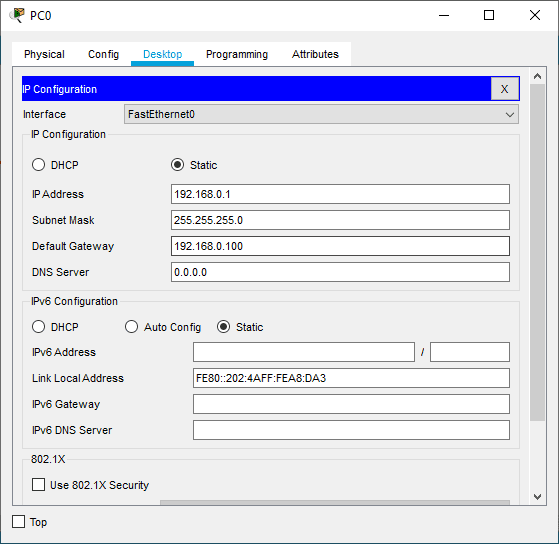 PC0
Physical Config Desktop Programming Attributes
IP Configuration X
Interface FastEthernet0
IP Configuration
DHCP Static
IP Address 192.168.0.1
Subnet Mask 255.255.255.0
Default Gateway 192.168.0.100
DNS Server 0.0.0.0
IPv6 Configuration
DHCP Auto Config Static
IPv6 Address /
Link Local Address FE80::202:4AFF:FEA8:DA3
IPv6 Gateway
IPv6 DNS Server
802.1X
Use 802.1X Security
Top